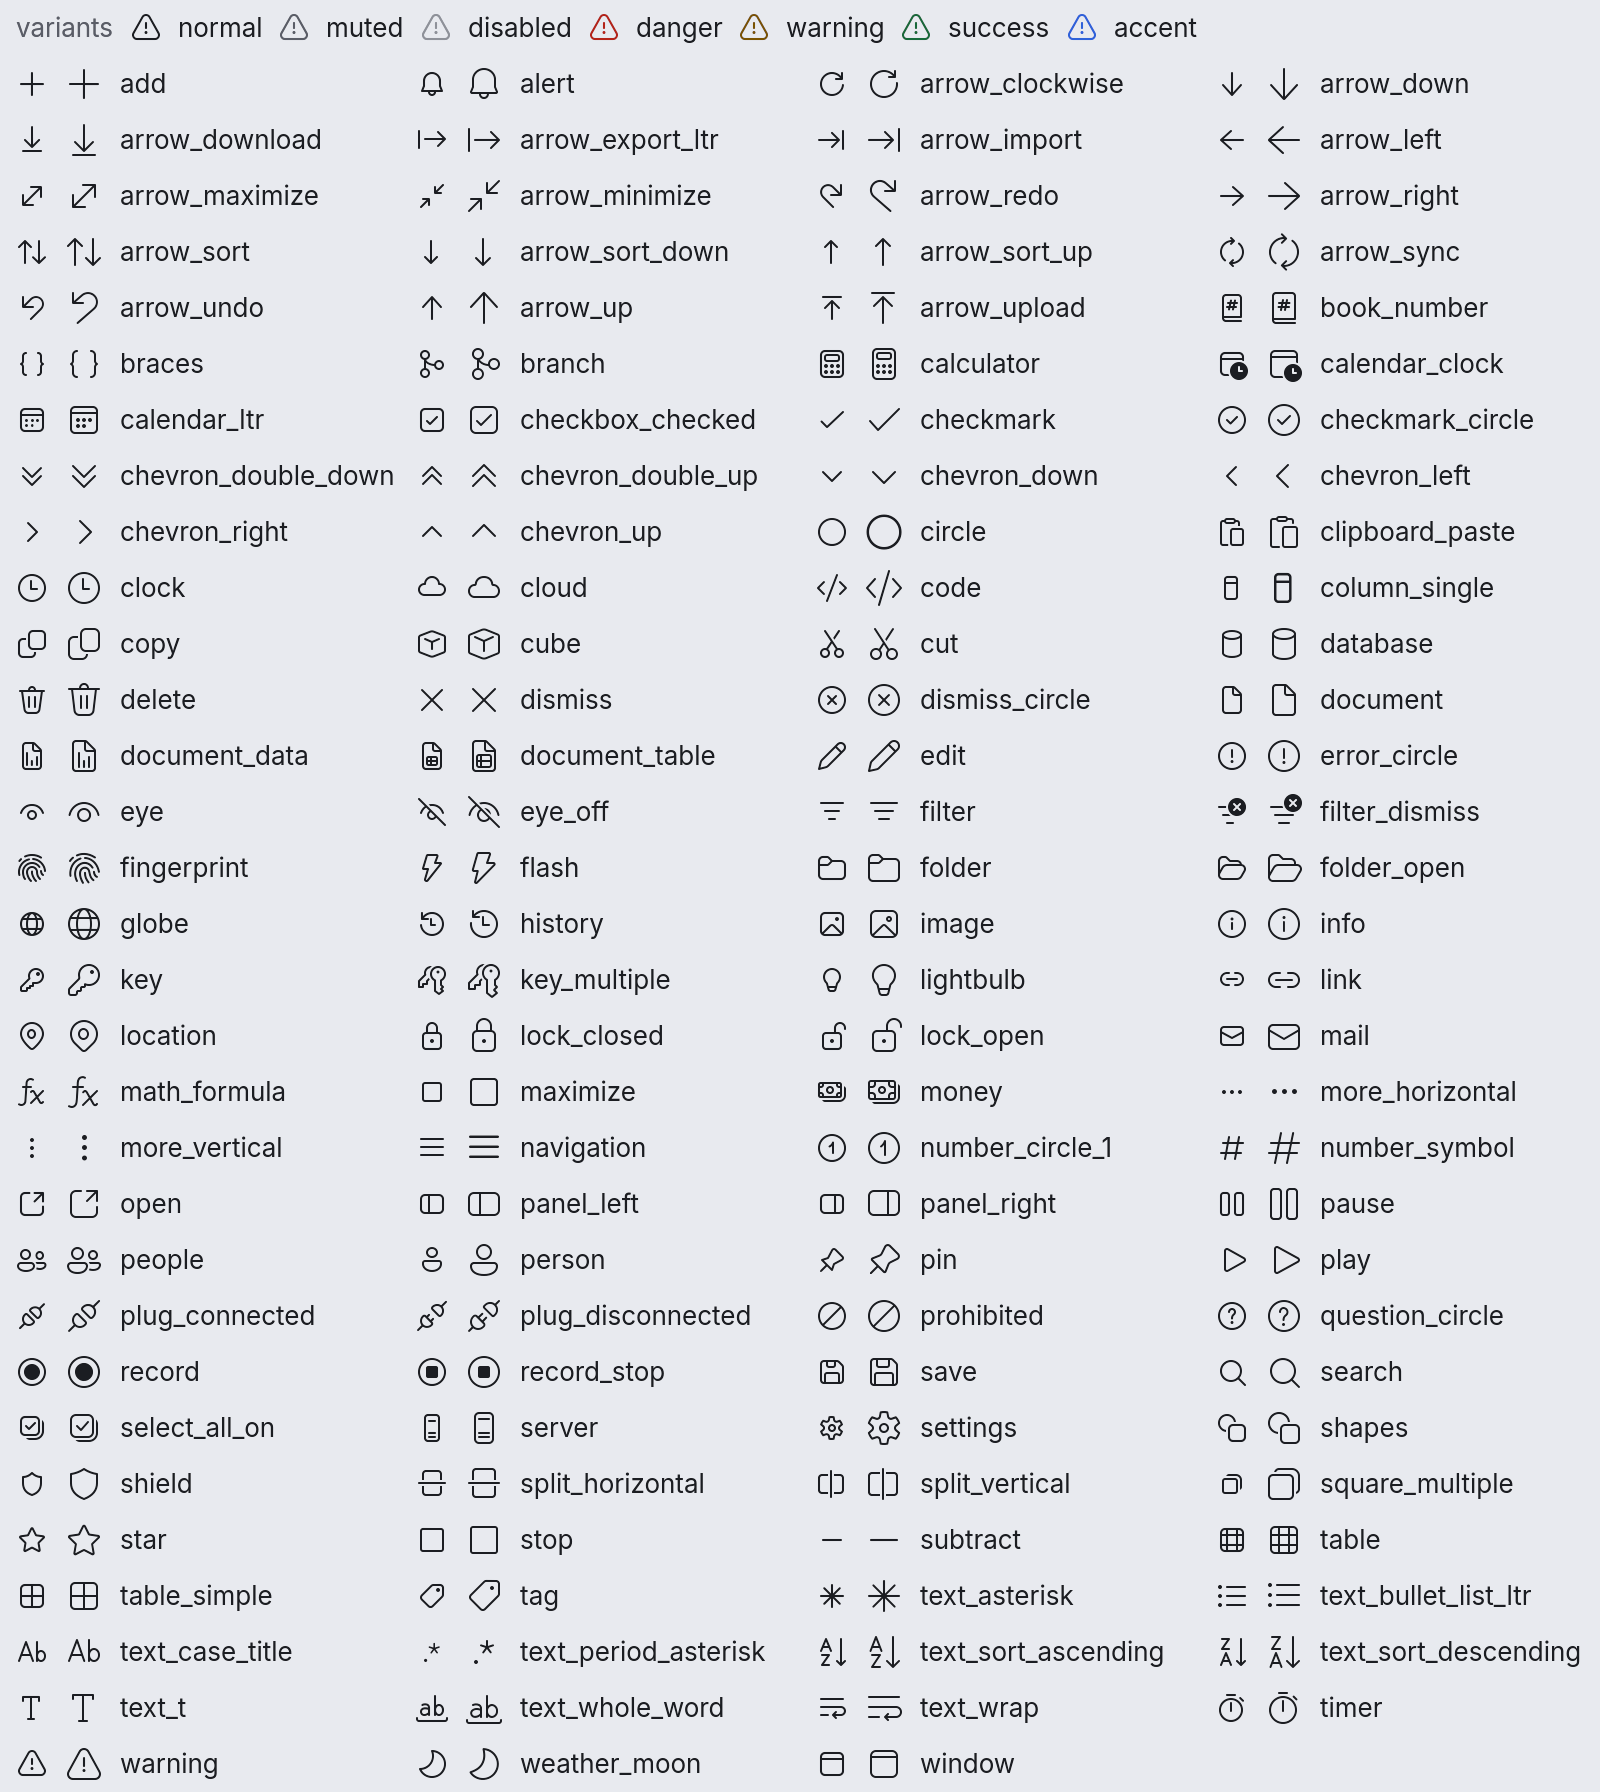 variants normal muted disabled danger warning success accent
add alert arrow_clockwise arrow_down
arrow_download arrow_export_ltr arrow_import arrow_left
arrow_maximize arrow_minimize arrow_redo arrow_right
arrow_sort arrow_sort_down arrow_sort_up arrow_sync
arrow_undo arrow_up arrow_upload book_number
braces branch calculator calendar_clock
calendar_ltr checkbox_checked checkmark checkmark_circle
chevron_double_down chevron_double_up chevron_down chevron_left
chevron_right chevron_up circle clipboard_paste
clock cloud code column_single
copy cube cut database
delete dismiss dismiss_circle document
document_data document_table edit error_circle
eye eye_off filter filter_dismiss
fingerprint flash folder folder_open
globe history image info
key key_multiple lightbulb link
location lock_closed lock_open mail
math_formula maximize money more_horizontal
more_vertical navigation number_circle_1 number_symbol
open panel_left panel_right pause
people person pin play
plug_connected plug_disconnected prohibited question_circle
record record_stop save search
select_all_on server settings shapes
shield split_horizontal split_vertical square_multiple
star stop subtract table
table_simple tag text_asterisk text_bullet_list_ltr
text_case_title text_period_asterisk text_sort_ascending text_sort_descending
text_t text_whole_word text_wrap timer
warning weather_moon window